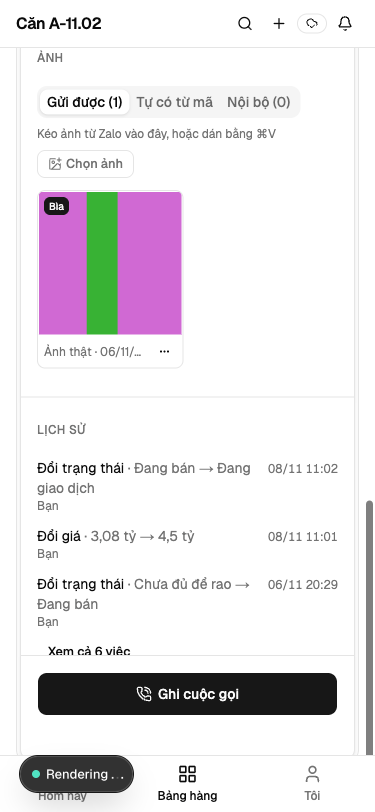 Căn A-11.02
ẢNH
Gửi được (1) Tự có từ mã Nội bộ (0)
Kéo ảnh từ Zalo vào đây, hoặc dán bằng ⌘V
Chọn ảnh
Bìa
Ảnh thật · 06/11/...
LỊCH SỬ
Đổi trạng thái · Đang bán → Đang giao dịch 08/11 11:02
Bạn
Đổi giá · 3,08 tỷ → 4,5 tỷ 08/11 11:01
Bạn
Đổi trạng thái · Chưa đủ để rao → Đang bán 06/11 20:29
Bạn
Xem cả 6 việc
Ghi cuộc gọi
Rendering ...
Hôm nay Bảng hàng Tôi